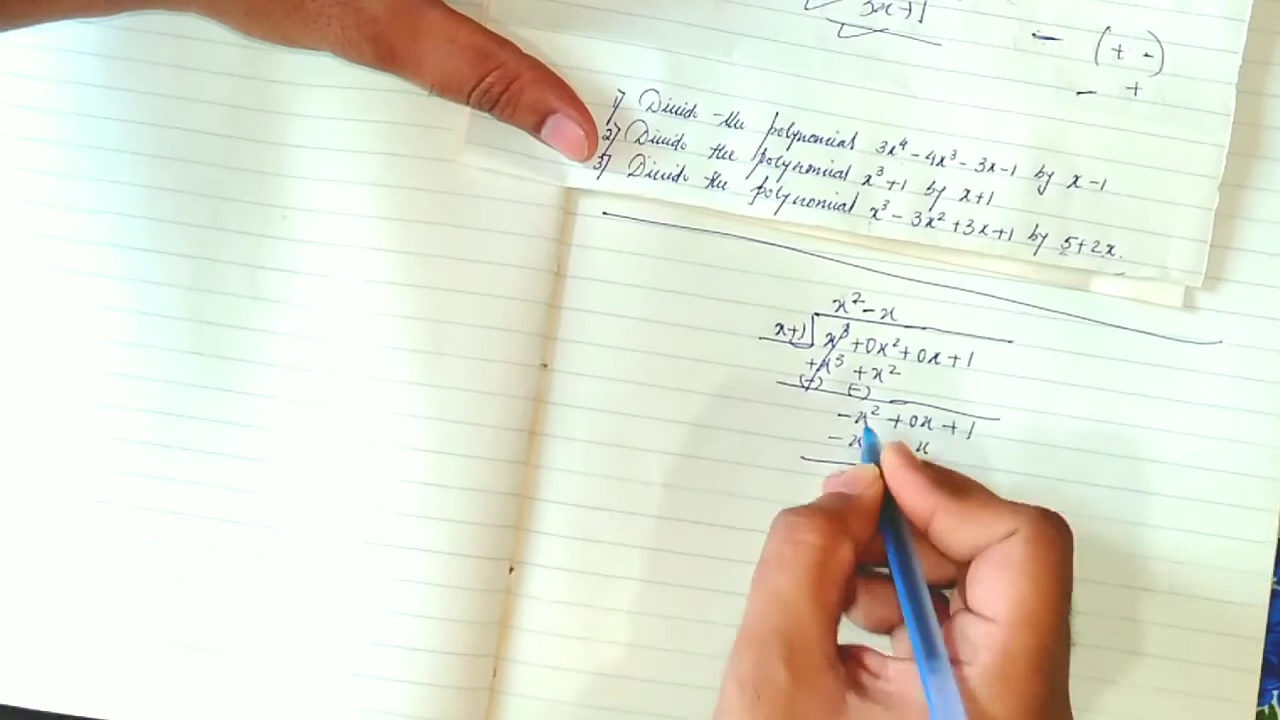 3x+1
- (+ -)
- +
1) Divide the polynomial 3x⁴ - 4x³ - 3x - 1 by x - 1
2) Divide the polynomial x³ + 1 by x + 1
3) Divide the polynomial x³ - 3x² + 3x + 1 by 5 + 2x.
x² - x
x+1 x³ + 0x² + 0x + 1
+x³ + x²
(-) (-)
-x² + 0x + 1
- x x